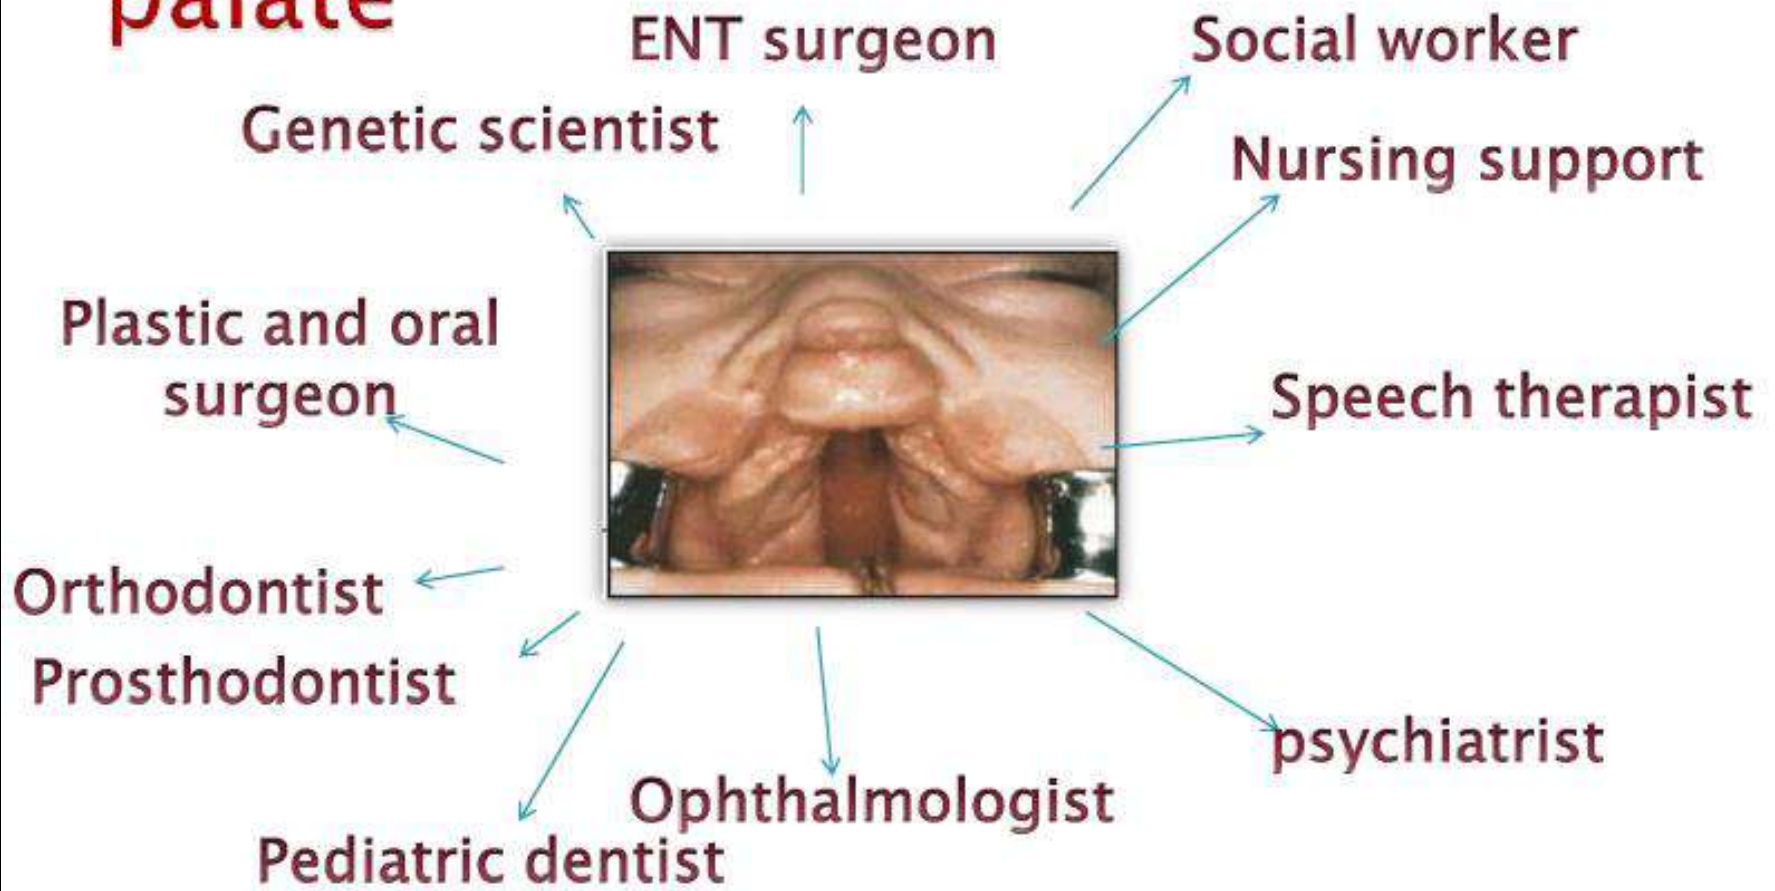 palate
ENT surgeon
Social worker
Genetic scientist
Nursing support
Plastic and oral
surgeon
Speech therapist
Orthodontist
Prosthodontist
psychiatrist
Ophthalmologist
Pediatric dentist